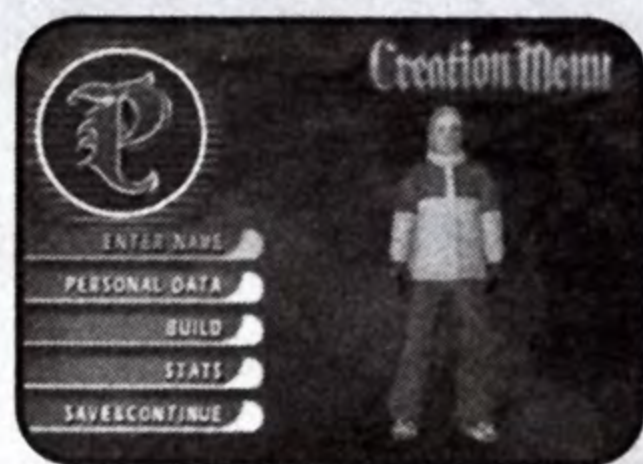 Creation Menu
P
ENTER NAME
PERSONAL DATA
BUILD
STATS
SAVE&CONTINUE